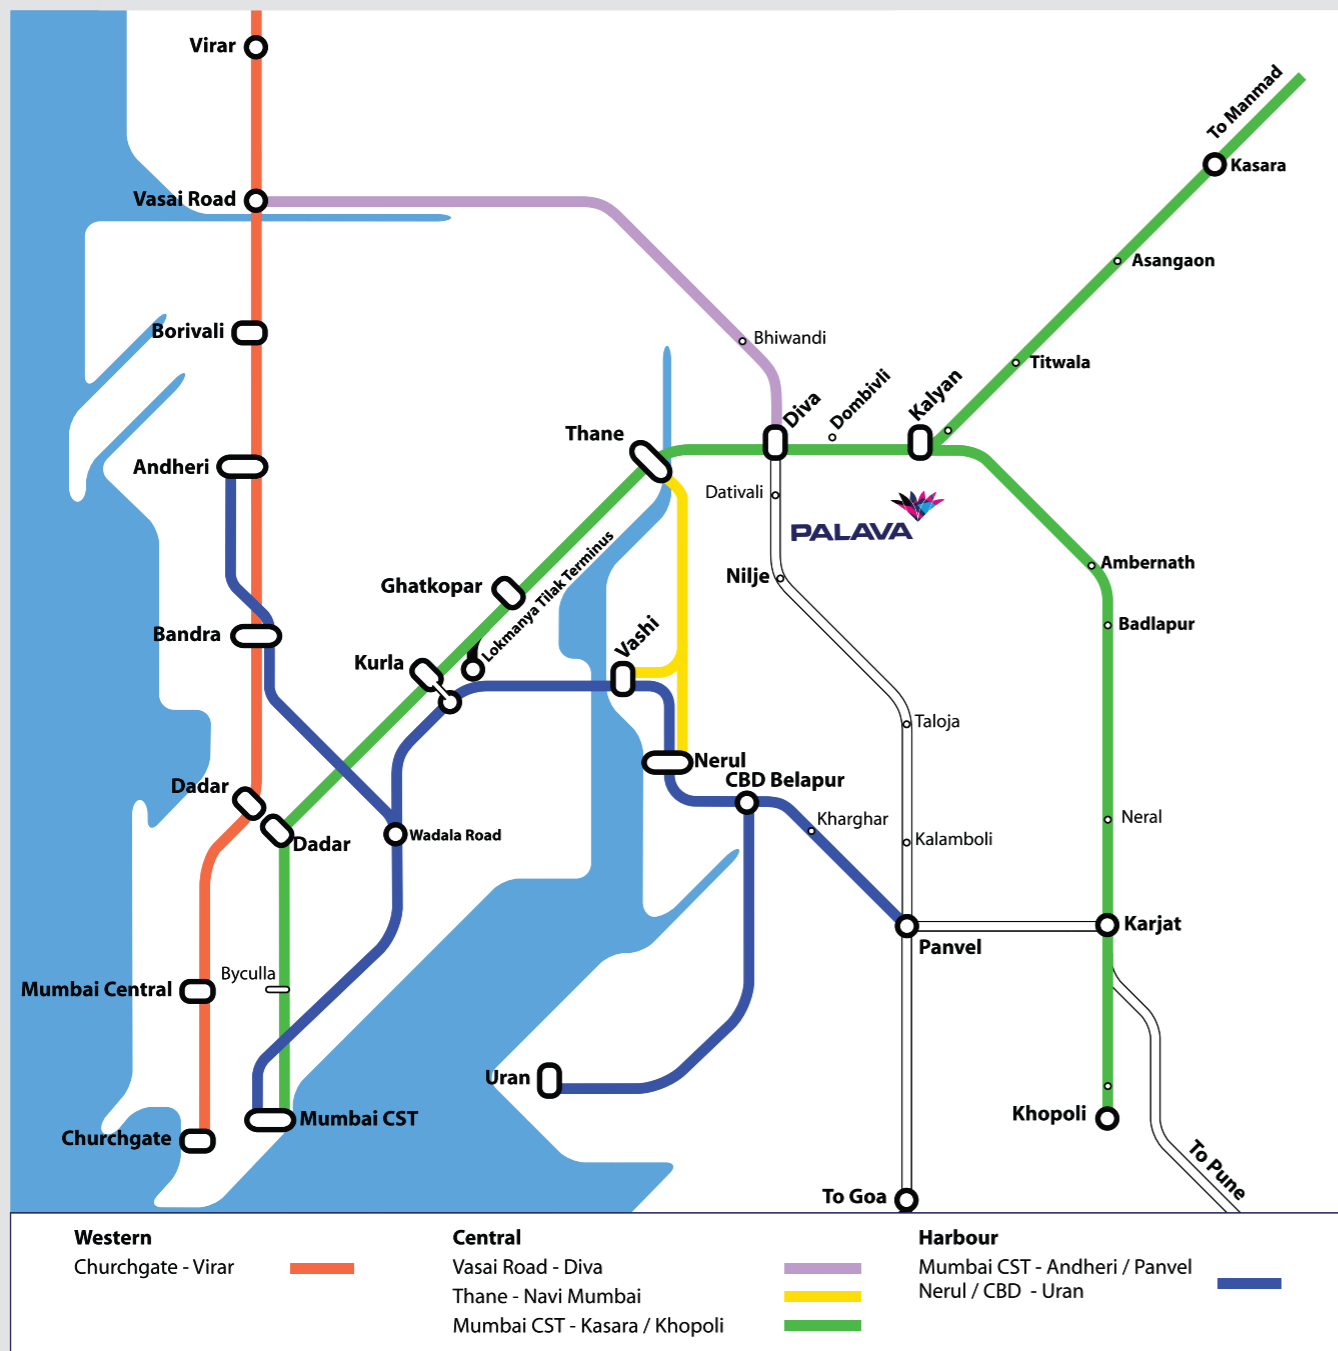 Virar
To Manmad
Kasara
Vasai Road
Asangaon
Borivali
Bhiwandi
Titwala
Diva
Dombivli
Kalyan
Thane
Andheri
Dativali
PALAVA
Lokmanya Tilak Terminus
Ambernath
Nilje
Ghatkopar
Badlapur
Bandra
Vashi
Kurla
Taloja
Nerul
CBD Belapur
Dadar
Kharghar
Neral
Dadar
Wadala Road
Kalamboli
Karjat
Panvel
Byculla
Mumbai Central
Uran
Khopoli
Mumbai CST
Churchgate
To Pune
To Goa
Western
Churchgate - Virar
Central
Vasai Road - Diva
Thane - Navi Mumbai
Mumbai CST - Kasara / Khopoli
Harbour
Mumbai CST - Andheri / Panvel
Nerul / CBD - Uran